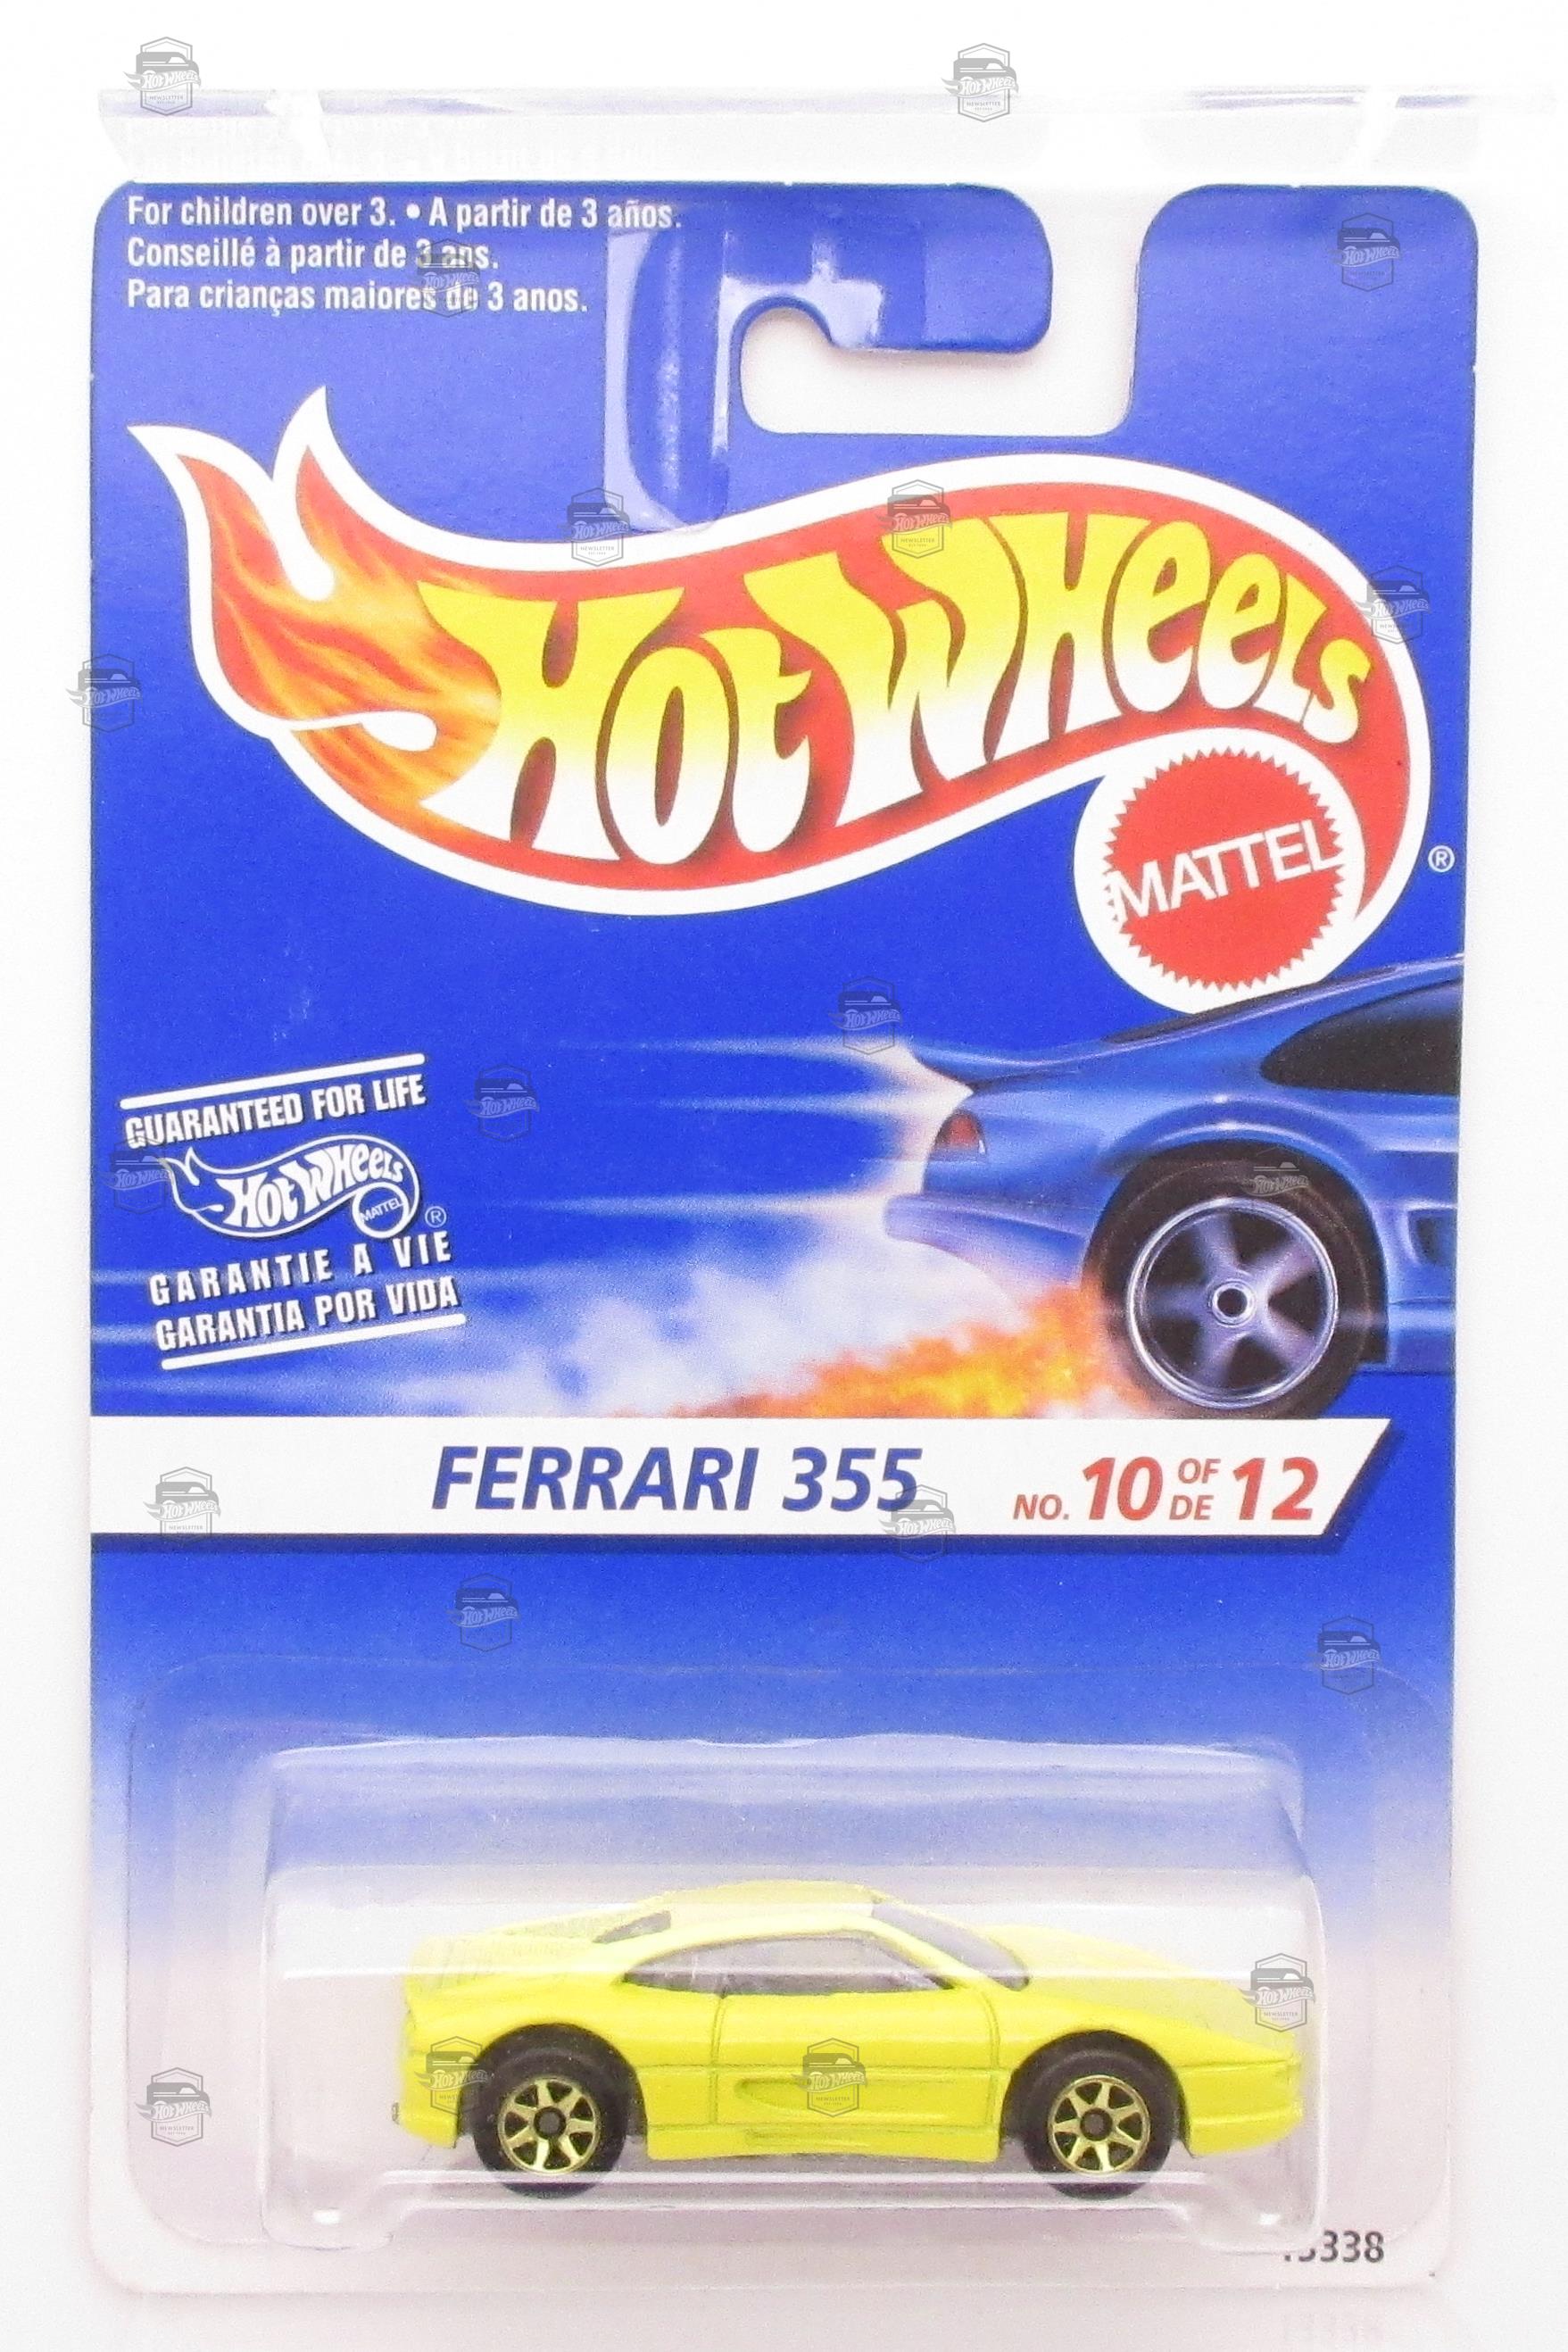 For children over 3. • A partir de 3 años.
Conseillé à partir de 3 ans.
Para crianças maiores de 3 anos.
Hot Wheels
MATTEL
®
GUARANTEED FOR LIFE
Hot Wheels
MATTEL
®
GARANTIE A VIE
GARANTIA POR VIDA
FERRARI 355
NO. 10 OF DE 12